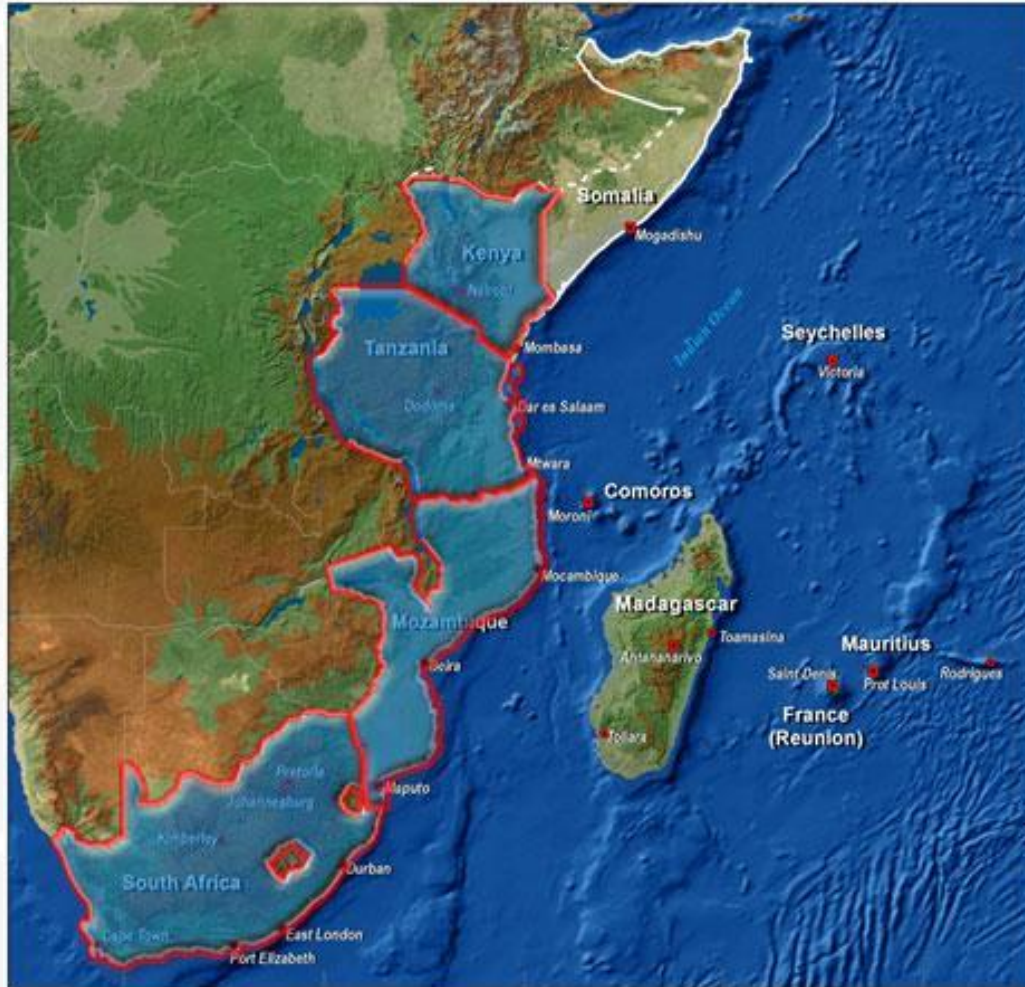 Somalia
Mogadishu
Kenya
Nairobi
Indian Ocean
Seychelles
Victoria
Tanzania
Mombasa
Dodoma
Dar es Salaam
Mtwara
Comoros
Moroni
Mocambique
Madagascar
Mozambique
Toamasina
Antananarivo
Mauritius
Beira
Saint Denis
Prot Louis
Rodrigues
France
(Reunion)
Toliara
Pretoria
Maputo
Johannesburg
Kimberley
Durban
South Africa
Cape Town
East London
Port Elizabeth